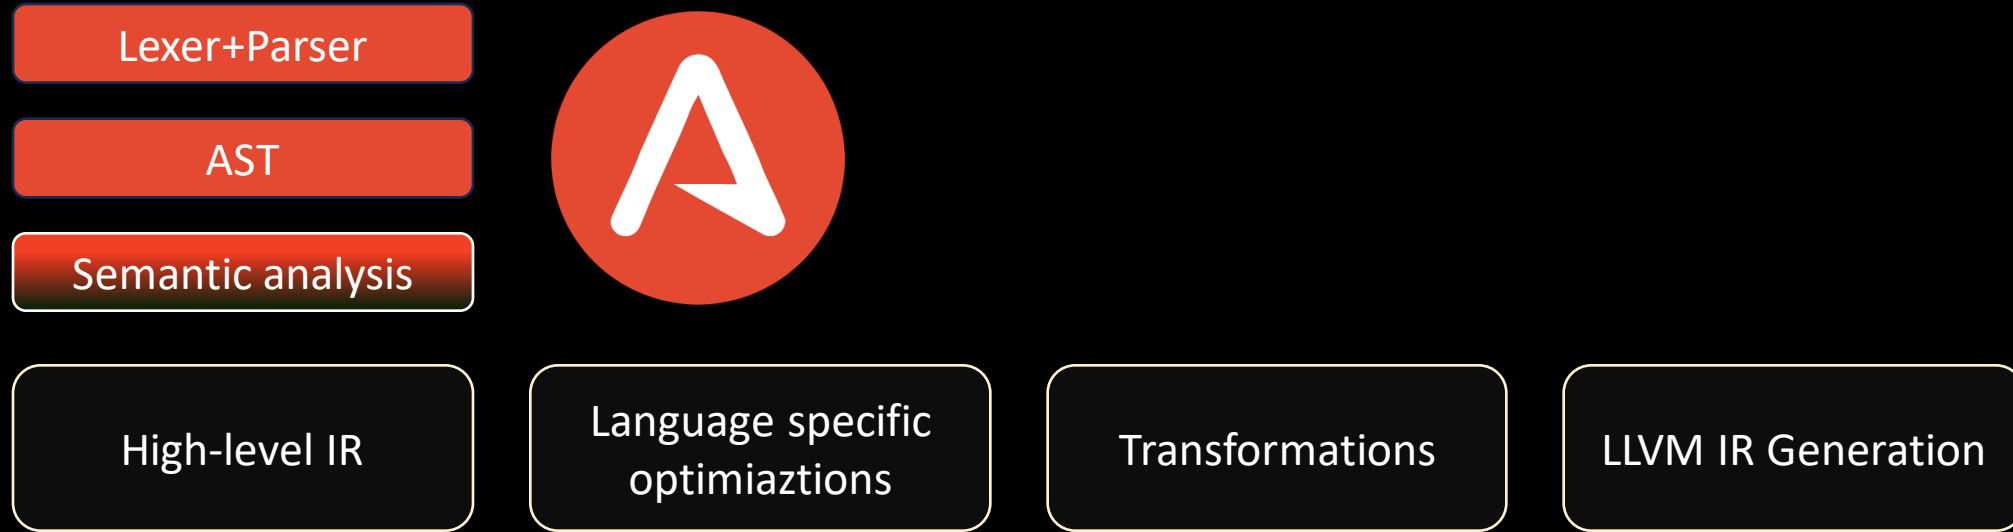 Lexer+Parser
AST
Semantic analysis
High-level IR
Language specific
optimiaztions
Transformations
LLVM IR Generation